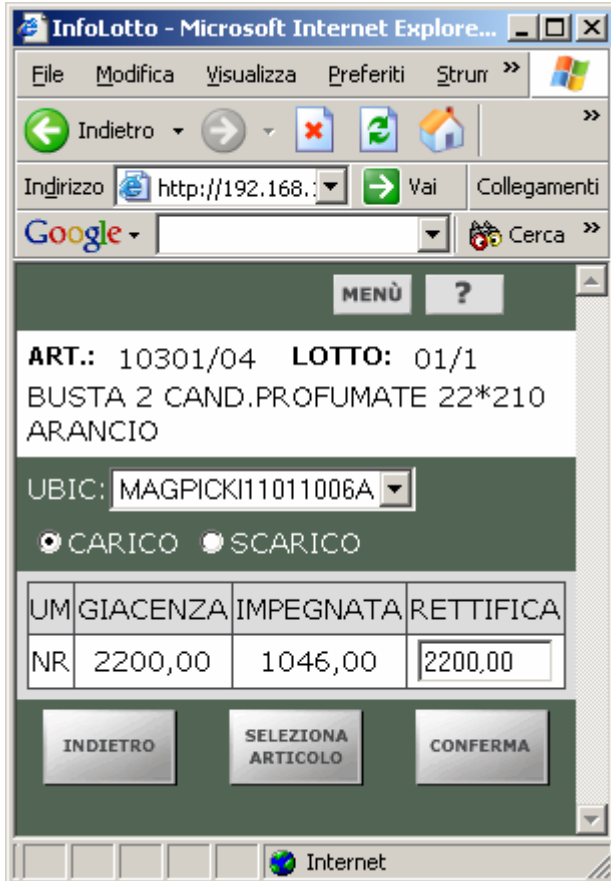 InfoLotto - Microsoft Internet Explore...
File Modifica Visualizza Preferiti Strum »
Indietro »
Indirizzo http://192.168.1 Vai Collegamenti
Google Cerca »
MENÙ ?
ART.: 10301/04 LOTTO: 01/1
BUSTA 2 CAND.PROFUMATE 22*210
ARANCIO
UBIC: MAGPICKI11011006A
CARICO SCARICO
UM GIACENZA IMPEGNATA RETTIFICA
NR 2200,00 1046,00 2200,00
INDIETRO SELEZIONA ARTICOLO CONFERMA
Internet